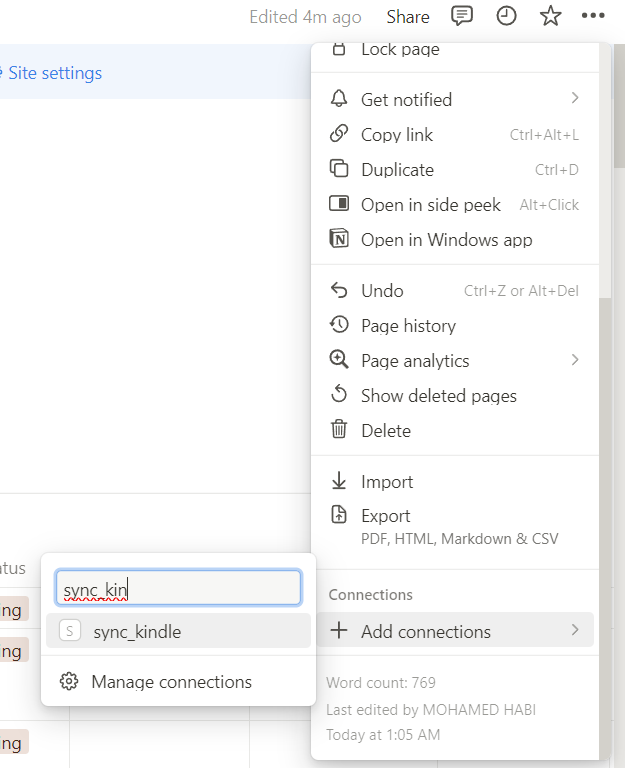 Edited 4m ago Share
Site settings
Lock page
Get notified
Copy link Ctrl+Alt+L
Duplicate Ctrl+D
Open in side peek Alt+Click
Open in Windows app
Undo Ctrl+Z or Alt+Del
Page history
Page analytics
Show deleted pages
Delete
Import
Export
PDF, HTML, Markdown & CSV
Connections
Add connections
Word count: 769
Last edited by MOHAMED HABI
Today at 1:05 AM
atus
ing
ing
ing
sync_kin
S sync_kindle
Manage connections